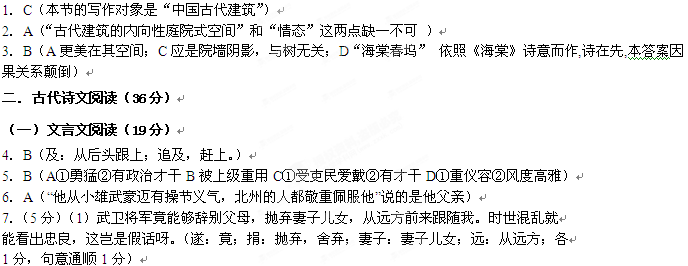 1．C（本节的写作对象是“中国古代建筑”）
2．A（“古代建筑的内向性庭院式空间”和“情态”这两点缺一不可 ）
3．B（A 更美在其空间；C 应是院墙阴影，与树无关；D“海棠春坞” 依照《海棠》诗意而作,诗在先,本答案因
果关系颠倒）
二．古代诗文阅读（36分）
（一）文言文阅读（19分）
4．B（及：从后头跟上；追及，赶上。）
5．B（A①勇猛②有政治才干 B 被上级重用 C①受吏民爱戴②有才干 D①重仪容②风度高雅）
6．A（“他从小雄武豪迈有操节义气，北州的人都敬重佩服他”说的是他父亲）
7．（5 分）（1）武卫将军竟能够辞别父母，抛弃妻子儿女，从远方前来跟随我。时世混乱就
能看出忠良，这岂是假话呀。（遂：竟；捐：抛弃，舍弃；妻子：妻子儿女；远：从远方；各
1 分，句意通顺 1 分）